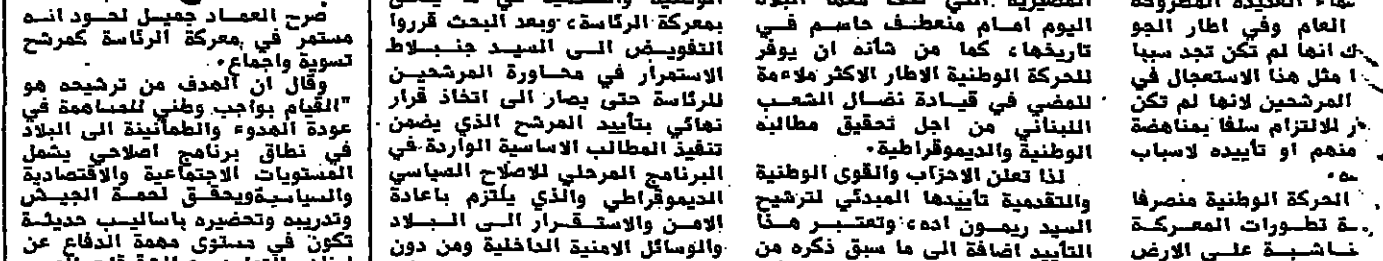 العام وفي اطار الجو
ك انها لم تكن تجد سببا
ا مثل هذا الاستعجال في
المرشحين لانها لم تكن
ر للالتزام سلفا بمناهضة
منهم او تأييده لاسباب
الحركة الوطنية منصرفا
ـة تطورات المعركة
ناشبة على الارض
اليوم امام منعطف حاسم في
تاريخها، كما من شأنه ان يوفر
للحركة الوطنية الاطار الاكثر ملاءمة
للمضي في قيادة نضال الشعب
اللبناني من اجل تحقيق مطالبه
الوطنية والديموقراطية.
لذا تعلن الاحزاب والقوى الوطنية
والتقدمية تأييدها المبدئي لترشيح
السيد ريمون اده، وتعتبر هذا
التأييد اضافة الى ما سبق ذكره من
بمعركة الرئاسة، وبعد البحث قرروا
التفويض الى السيد جنبلاط
الاستمرار في محاورة المرشحين
للرئاسة حتى يصار الى اتخاذ قرار
نهائي بتأييد المرشح الذي يضمن
تنفيذ المطالب الاساسية الواردة في
البرنامج المرحلي للاصلاح السياسي
الديموقراطي والذي يلتزم باعادة
الامن والاستقرار الى البلاد
والوسائل الامنية الداخلية ومن دون
صرح العماد جميل لحود انه
مستمر في معركة الرئاسة كمرشح
تسوية واجماع.
وقال ان الهدف من ترشيحه هو
"القيام بواجب وطني للمساهمة في
عودة الهدوء والطمأنينة الى البلاد
في نطاق برنامج اصلاحي يشمل
المستويات الاجتماعية والاقتصادية
والسياسية ويحقق لحمة الجيش
وتدريبه وتحضيره باساليب حديثة
تكون في مستوى مهمة الدفاع عن